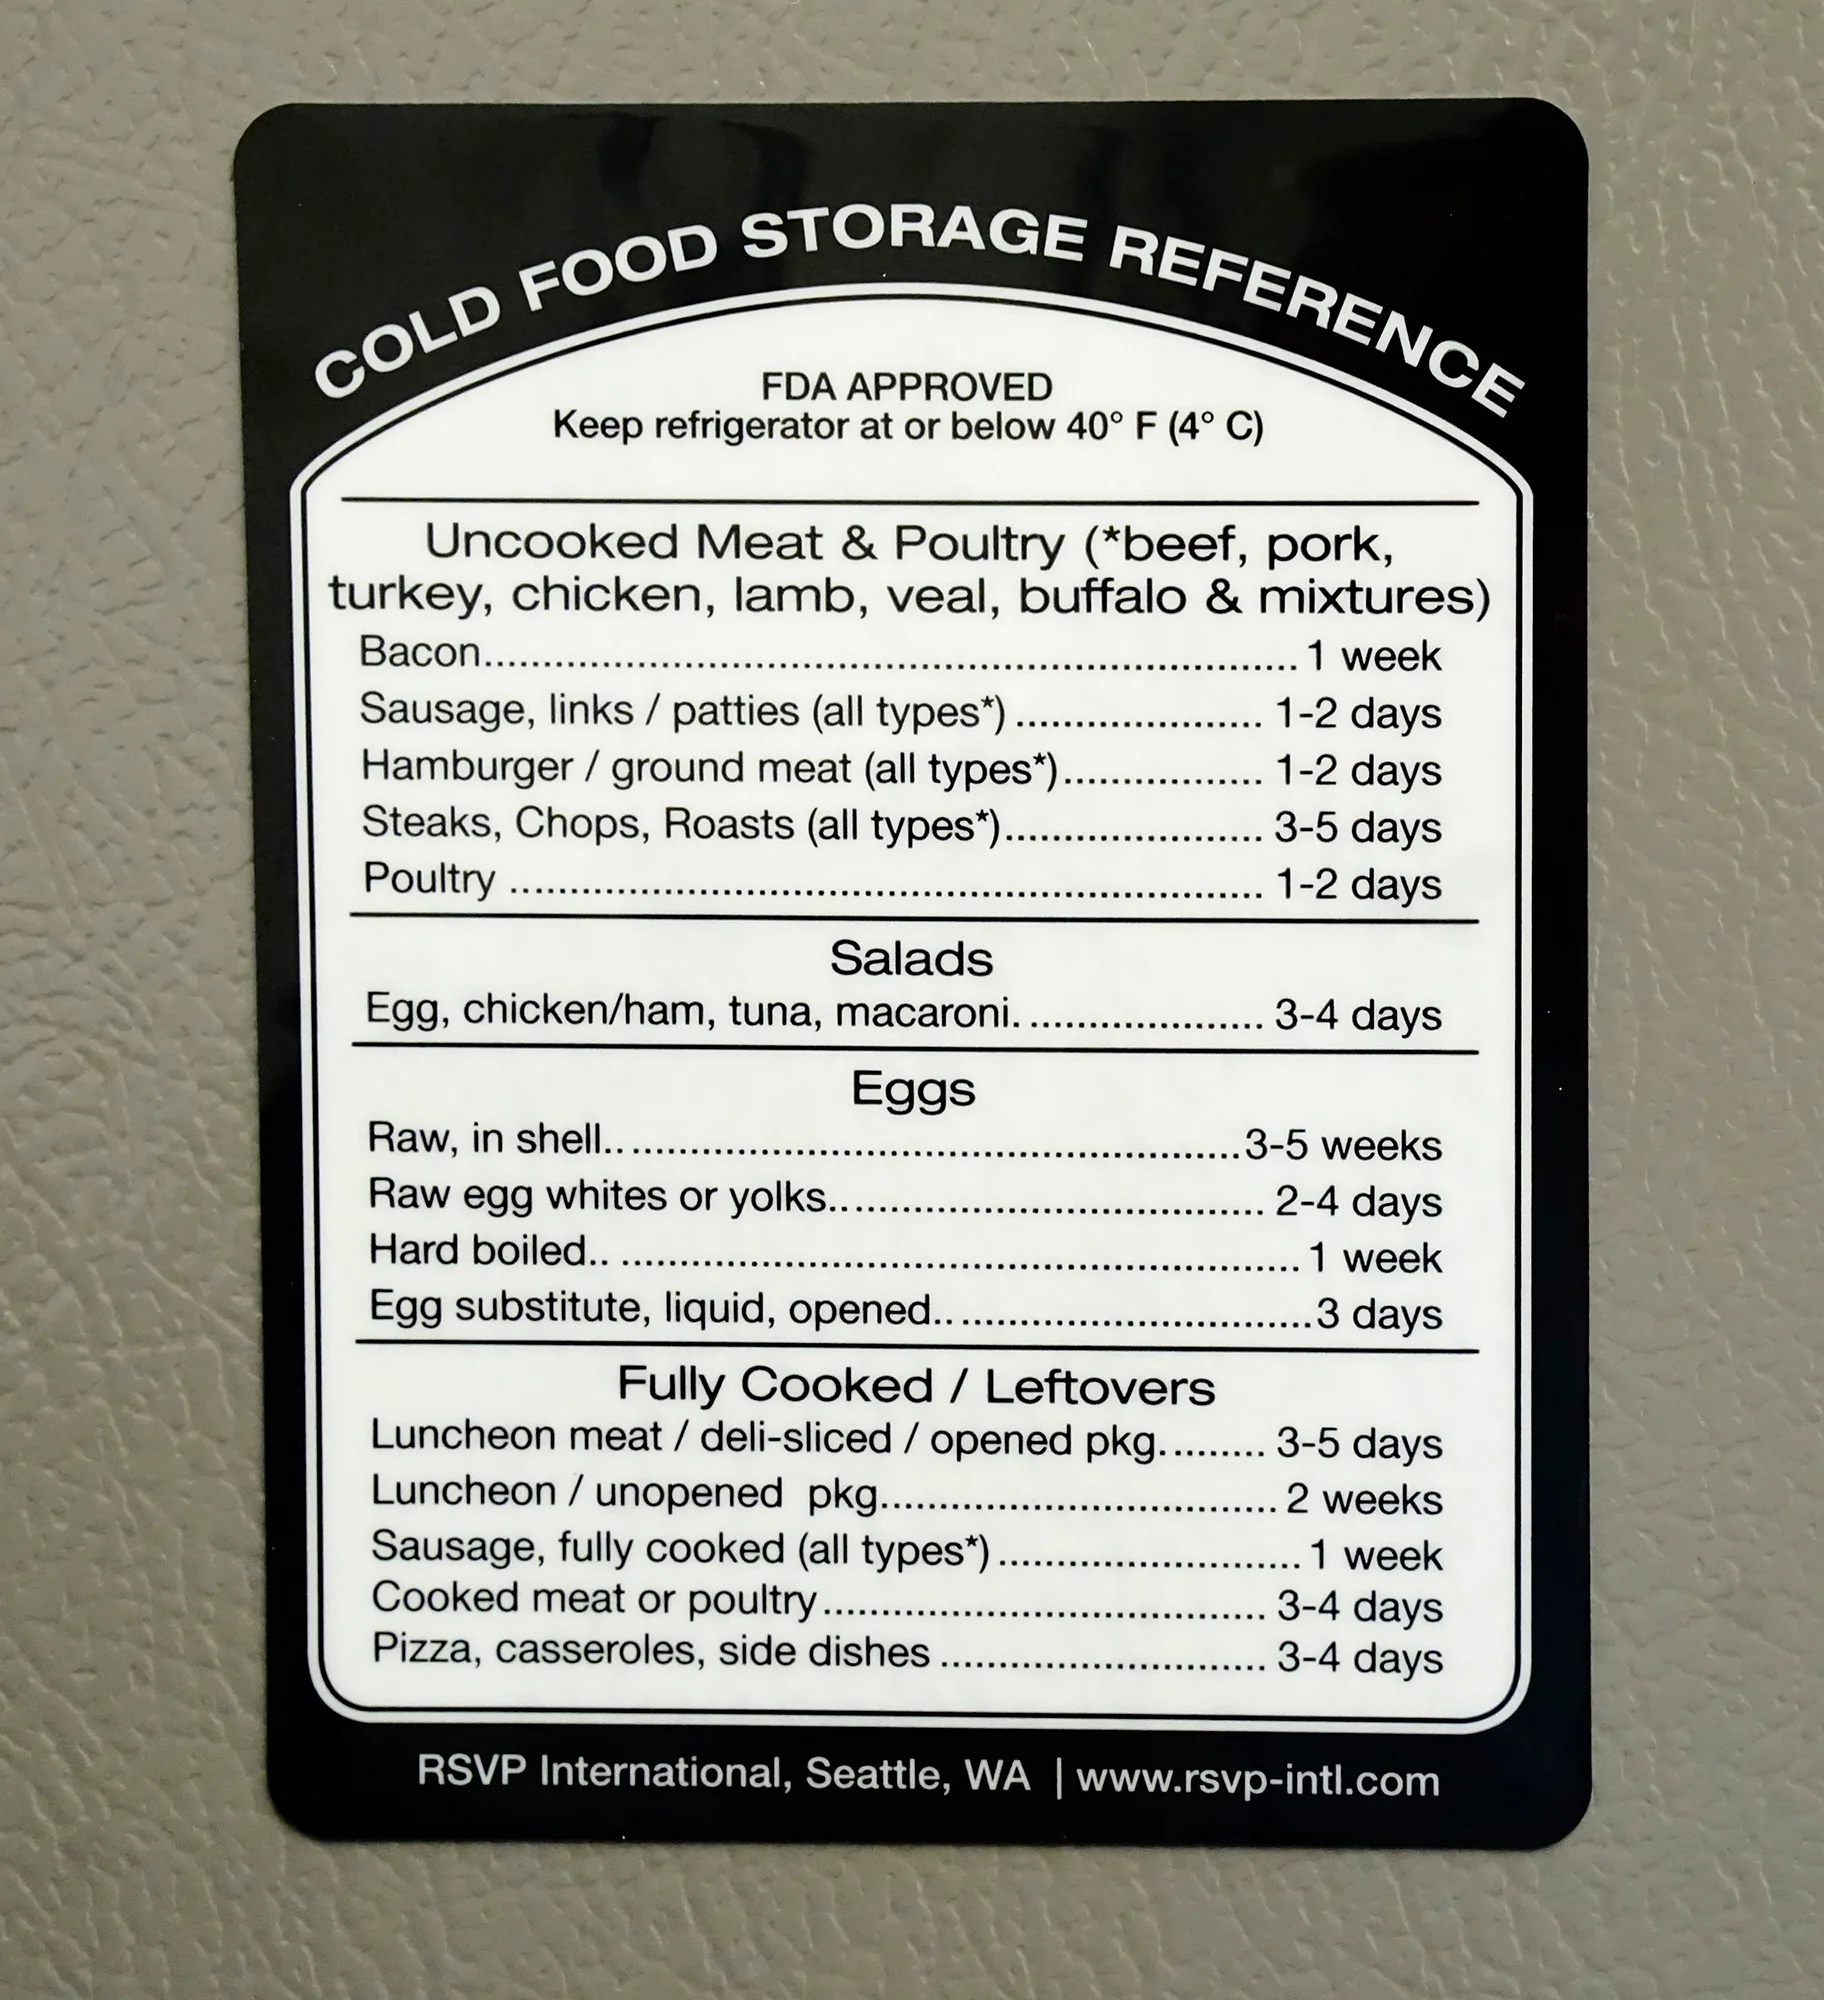 COLD FOOD STORAGE REFERENCE
FDA APPROVED
Keep refrigerator at or below 40° F (4° C)
Uncooked Meat & Poultry (*beef, pork,
turkey, chicken, lamb, veal, buffalo & mixtures)
Bacon.......................................................................1 week
Sausage, links / patties (all types*) ..................... 1-2 days
Hamburger / ground meat (all types*)................. 1-2 days
Steaks, Chops, Roasts (all types*)...................... 3-5 days
Poultry ................................................................ 1-2 days
Salads
Egg, chicken/ham, tuna, macaroni. .................... 3-4 days
Eggs
Raw, in shell.. ....................................................3-5 weeks
Raw egg whites or yolks.. ................................... 2-4 days
Hard boiled.. ..........................................................1 week
Egg substitute, liquid, opened.. ..............................3 days
Fully Cooked / Leftovers
Luncheon meat / deli-sliced / opened pkg. ........ 3-5 days
Luncheon / unopened  pkg.................................. 2 weeks
Sausage, fully cooked (all types*) ..........................1 week
Cooked meat or poultry...................................... 3-4 days
Pizza, casseroles, side dishes ............................ 3-4 days
RSVP International, Seattle, WA | www.rsvp-intl.com